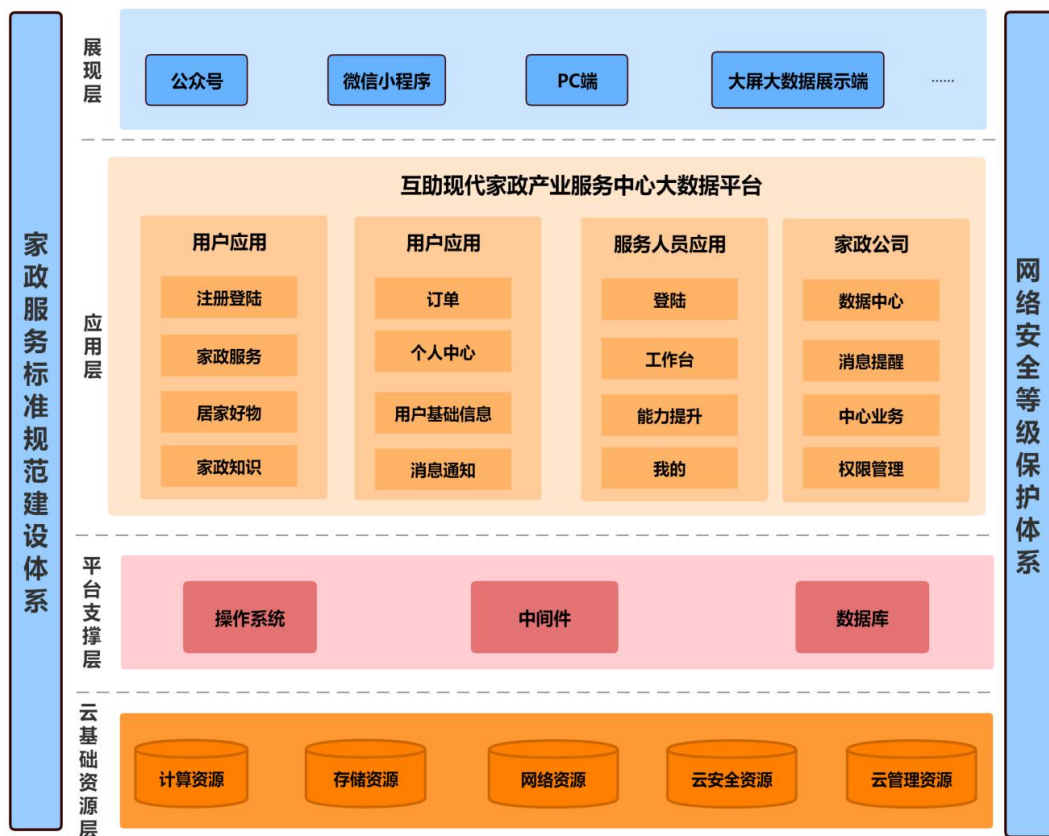 家政服务标准规范建设体系
展现层
公众号
微信小程序
PC端
大屏大数据展示端
......
应用层
互助现代家政产业服务中心大数据平台
用户应用
注册登陆
家政服务
居家好物
家政知识
用户应用
订单
个人中心
用户基础信息
消息通知
服务人员应用
登陆
工作台
能力提升
我的
家政公司
数据中心
消息提醒
中心业务
权限管理
平台支撑层
操作系统
中间件
数据库
云基础资源层
计算资源
存储资源
网络资源
云安全资源
云管理资源
网络安全等级保护体系